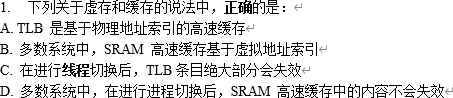 1. 下列关于虚存和缓存的说法中，正确的是：
A. TLB 是基于物理地址索引的高速缓存
B. 多数系统中，SRAM 高速缓存基于虚拟地址索引
C. 在进行线程切换后，TLB 条目绝大部分会失效
D. 多数系统中，在进行进程切换后，SRAM 高速缓存中的内容不会失效